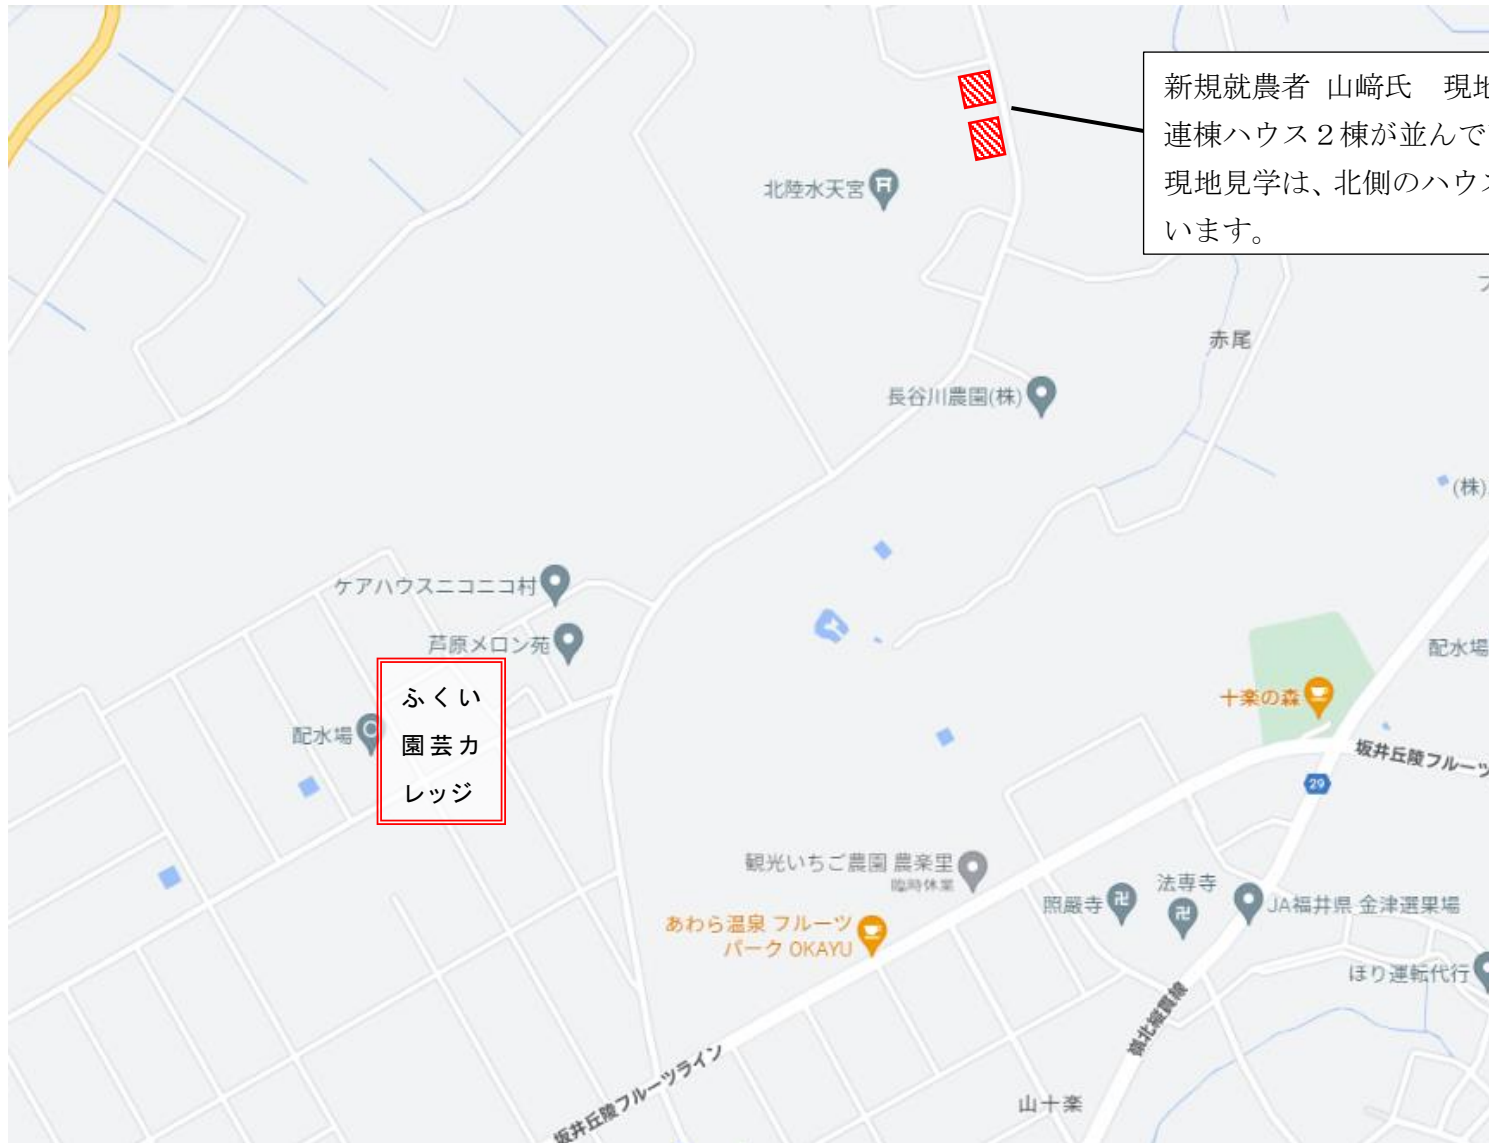 新規就農者 山﨑氏　現地
連棟ハウス２棟が並んで
現地見学は、北側のハウス
います。
北陸水天宮
赤尾
長谷川農園(株)
(株)
ケアハウスニコニコ村
芦原メロン苑
配水場
ふくい
園芸カ
レッジ
配水場
十楽の森
坂井丘陵フルーツ
29
観光いちご農園 農楽里
臨時休業
あわら温泉 フルーツ
パーク OKAYU
照厳寺
法専寺
JA福井県 金津選果場
ほり運転代行
嶺北縦貫線
坂井丘陵フルーツライン
山十楽